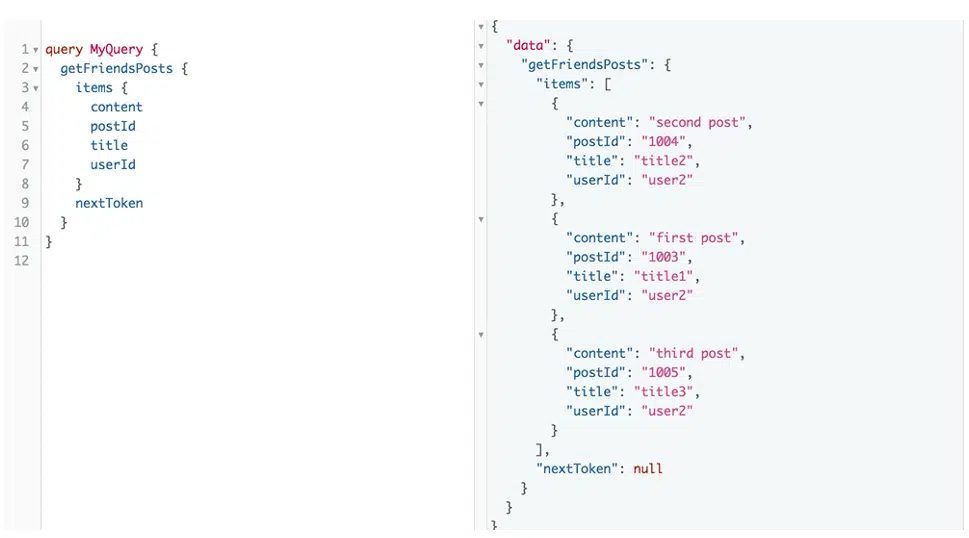 1 query MyQuery {
2 getFriendsPosts {
3 items {
4 content
5 postId
6 title
7 userId
8 }
9 nextToken
10 }
11 }
12
{
"data": {
"getFriendsPosts": {
"items": [
{
"content": "second post",
"postId": "1004",
"title": "title2",
"userId": "user2"
},
{
"content": "first post",
"postId": "1003",
"title": "title1",
"userId": "user2"
},
{
"content": "third post",
"postId": "1005",
"title": "title3",
"userId": "user2"
}
],
"nextToken": null
}
}
}